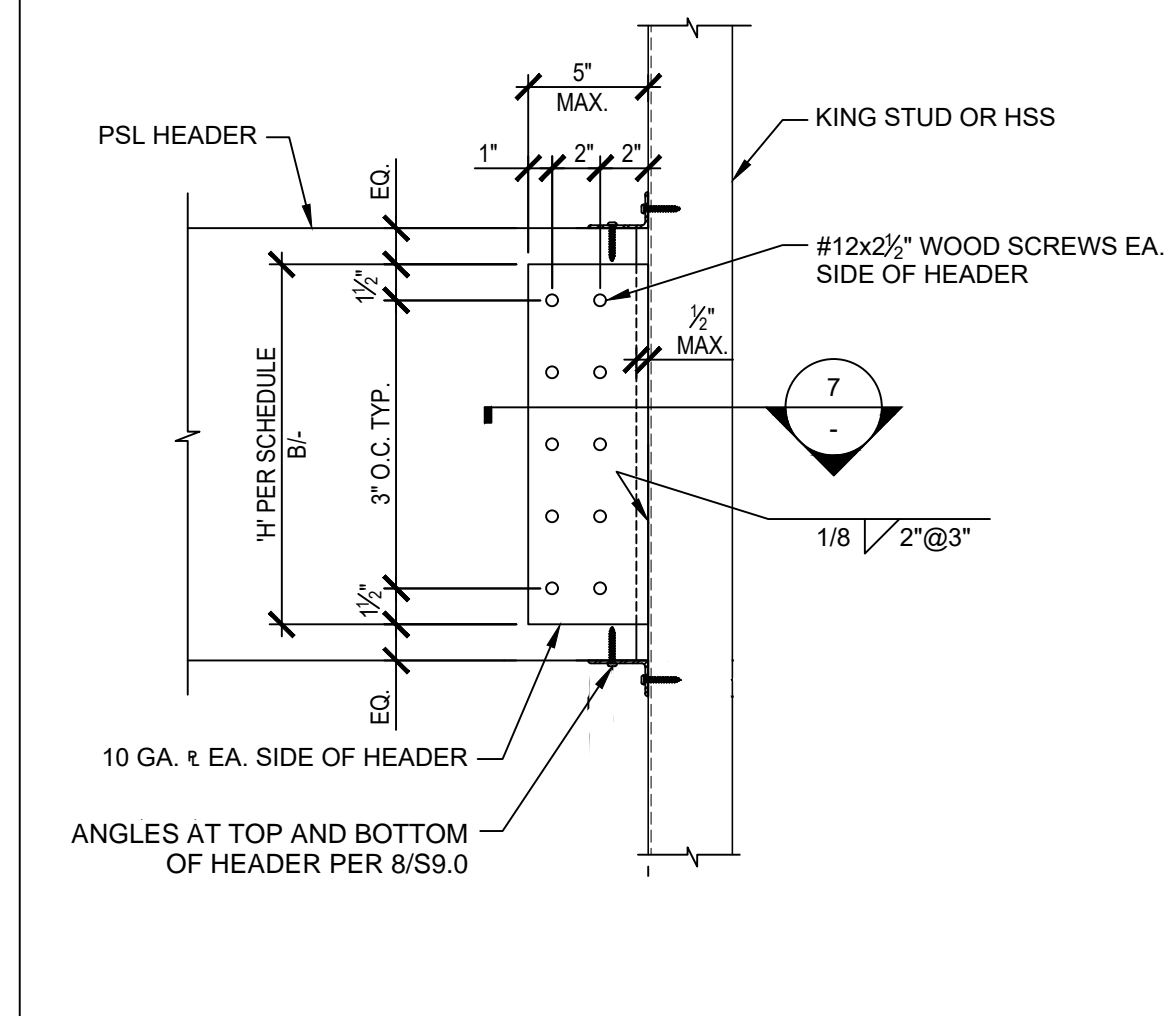 5"
MAX.
PSL HEADER
KING STUD OR HSS
1"
2"
2"
EQ.
#12x2½" WOOD SCREWS EA.
SIDE OF HEADER
1½"
½"
MAX.
'H' PER SCHEDULE
B/-
3" O.C. TYP.
7
-
1/8
2"@3"
1½"
EQ.
10 GA. ℄ EA. SIDE OF HEADER
ANGLES AT TOP AND BOTTOM
OF HEADER PER 8/S9.0